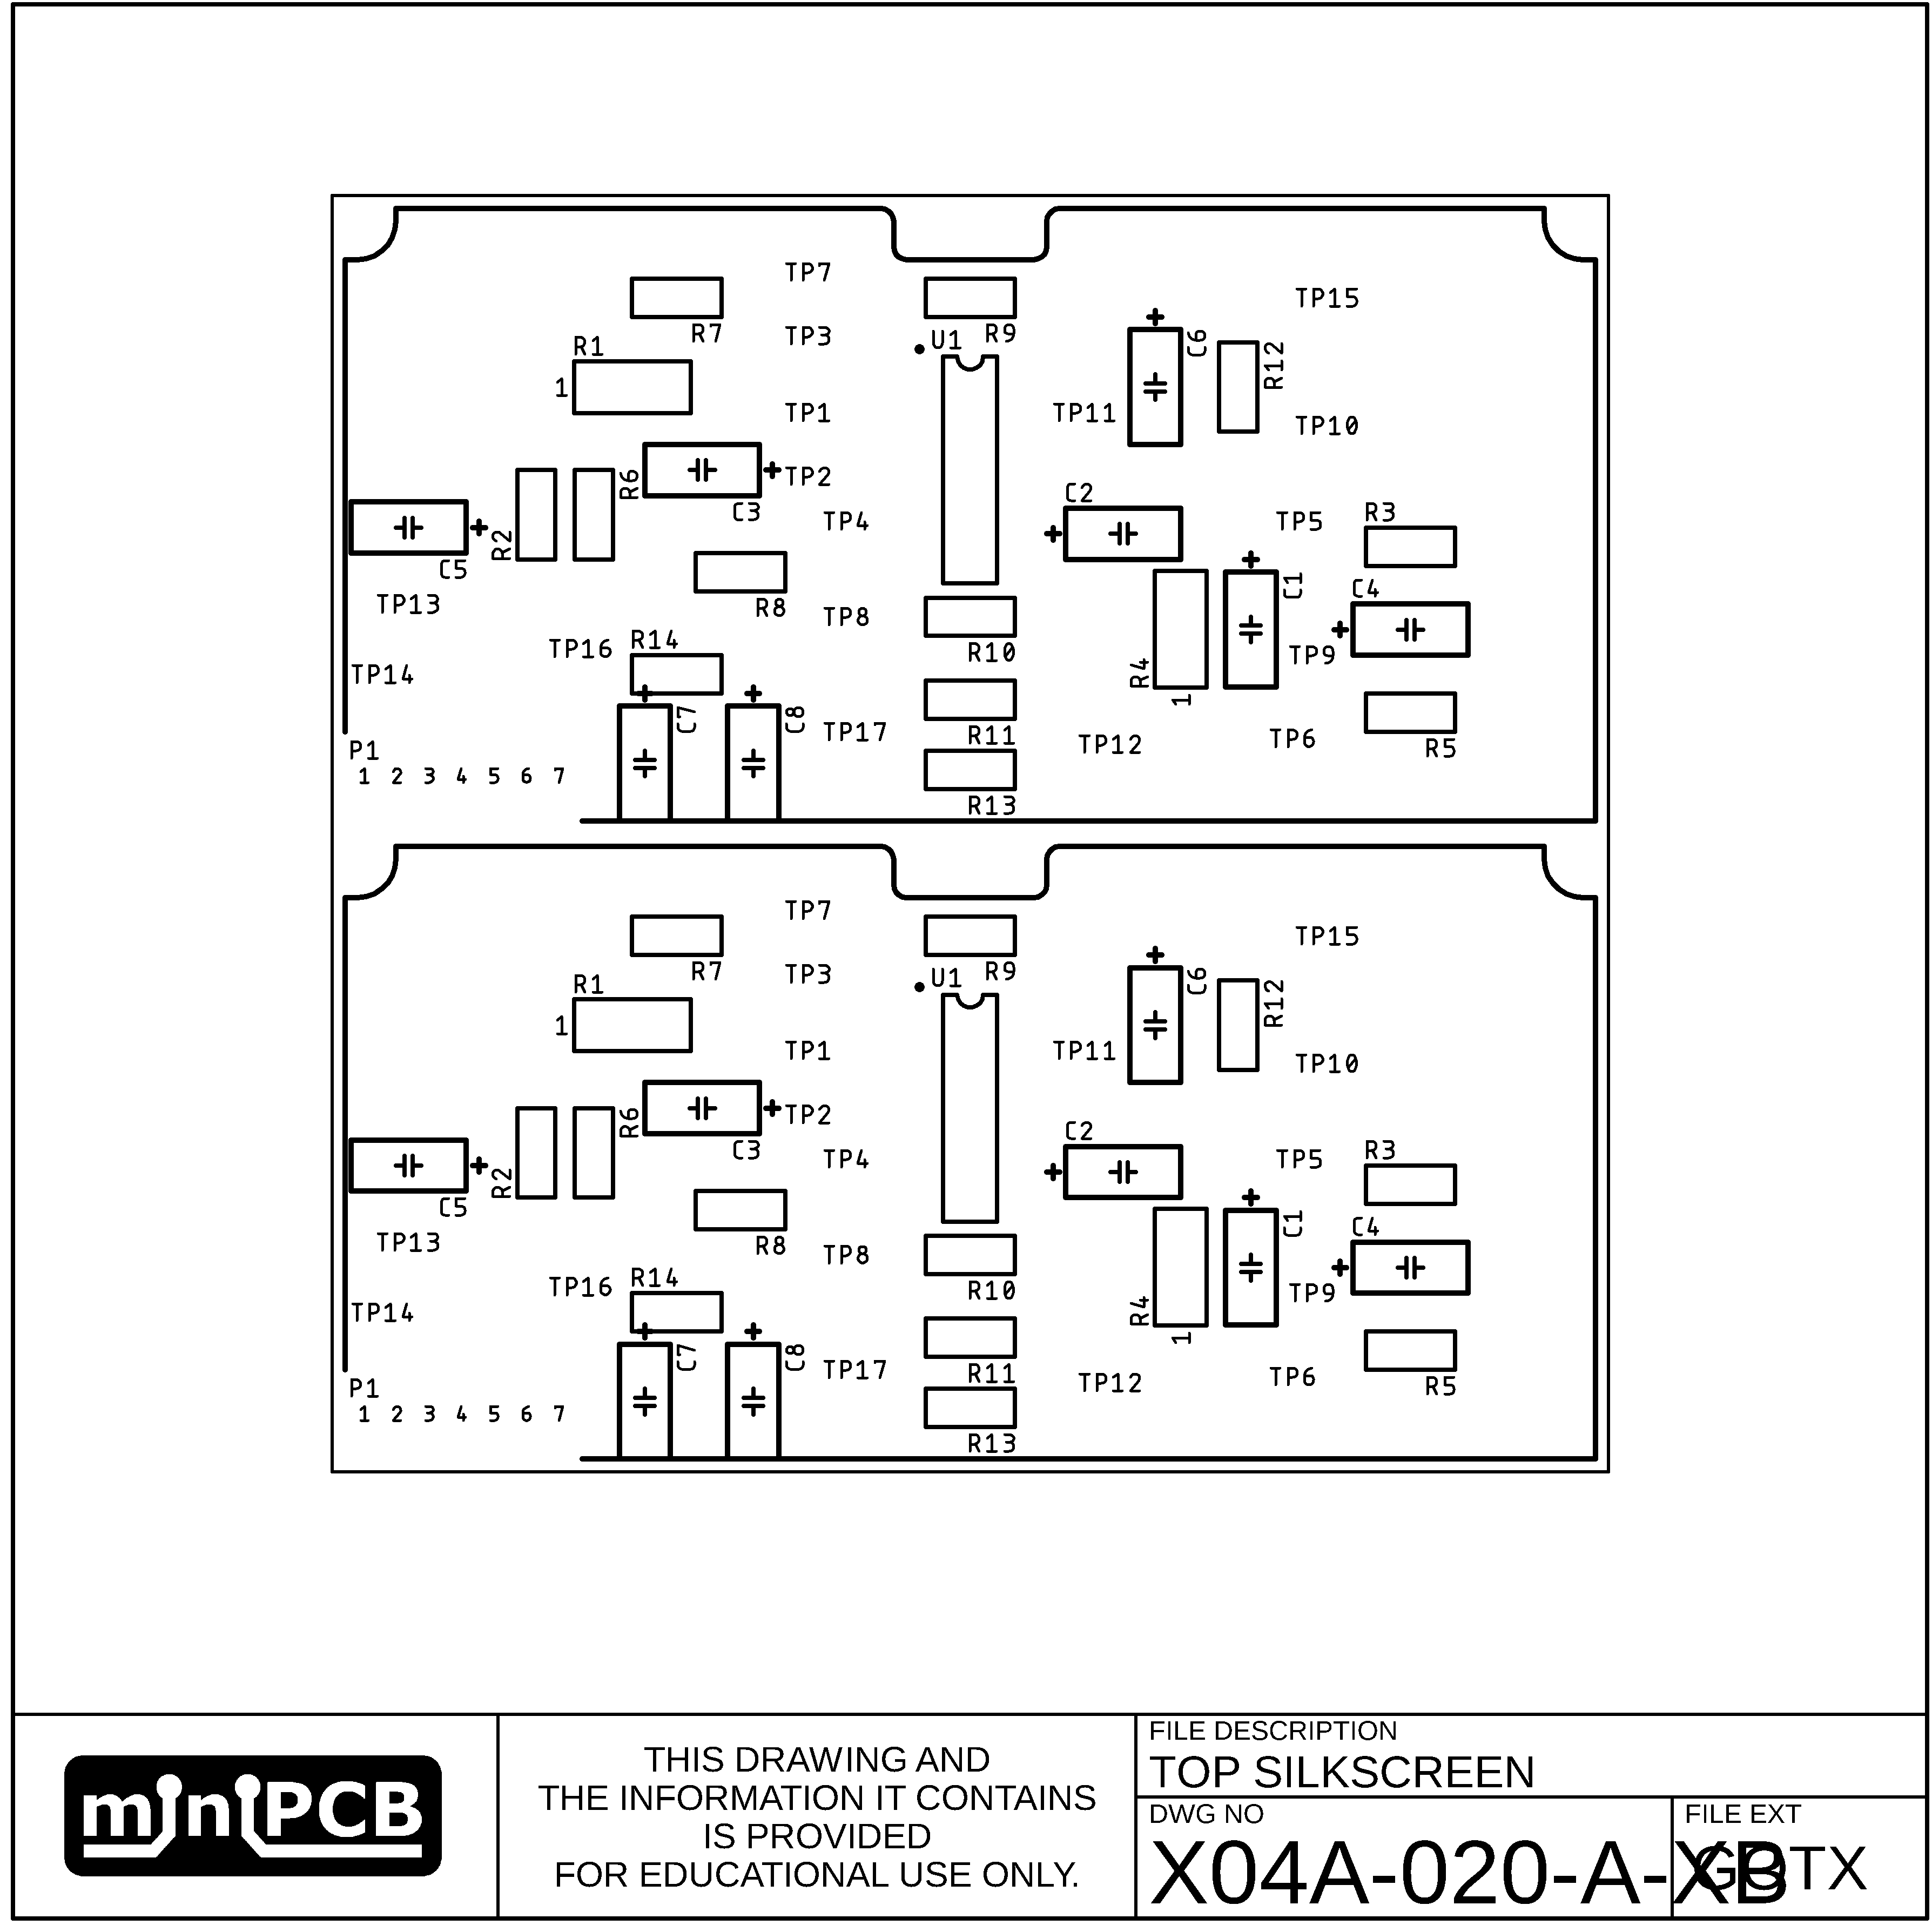 TP7
TP15
R7
R9
TP3
U1
C6
R1
R12
1
TP1
TP11
TP10
R6
TP2
C2
C3
TP4
TP5
R3
R2
C5
C1
C4
TP13
R8
TP8
R14
TP16
R10
TP9
TP14
R4
1
C7
C8
TP17
R11
TP12
TP6
R5
P1
1 2 3 4 5 6 7
R13
TP7
TP15
R7
R9
TP3
U1
C6
R1
R12
1
TP1
TP11
TP10
R6
TP2
C2
C3
TP4
TP5
R3
R2
C5
C1
C4
TP13
R8
TP8
R14
TP16
R10
TP9
TP14
R4
1
C7
C8
TP17
R11
TP12
TP6
R5
P1
1 2 3 4 5 6 7
R13
miniPCB
THIS DRAWING AND
THE INFORMATION IT CONTAINS
IS PROVIDED
FOR EDUCATIONAL USE ONLY.
FILE DESCRIPTION
TOP SILKSCREEN
DWG NO
X04A-020-A-XB
FILE EXT